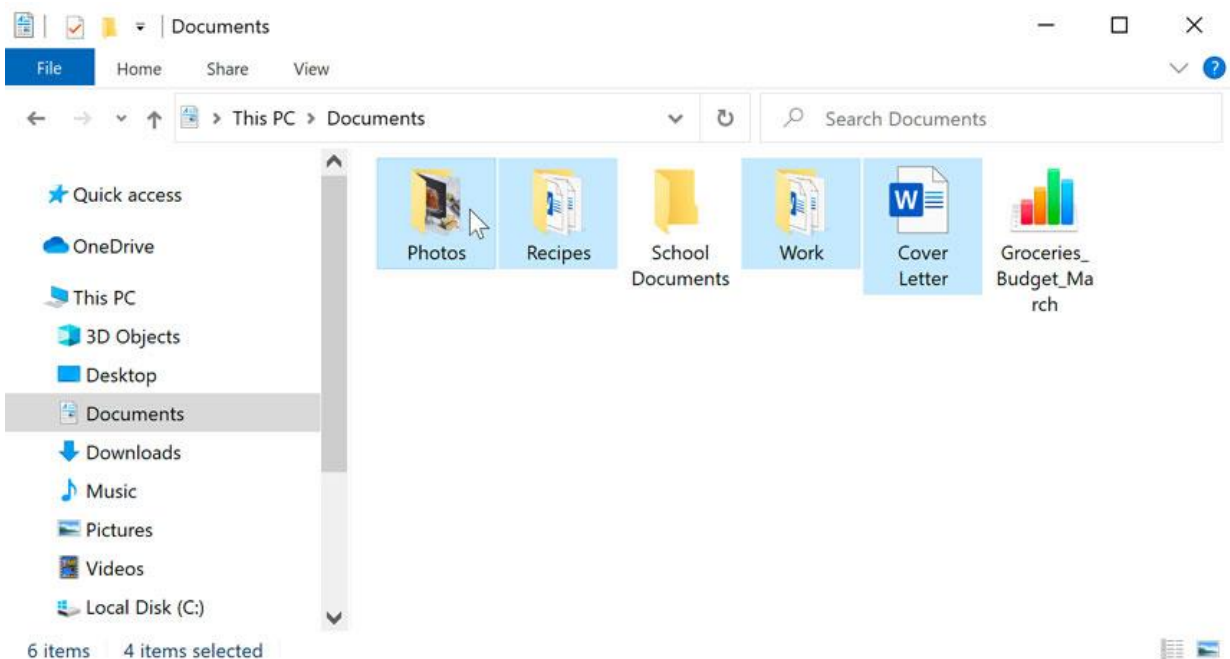 Documents
File Home Share View
?
> This PC > Documents
Search Documents
Quick access
OneDrive
This PC
3D Objects
Desktop
Documents
Downloads
Music
Pictures
Videos
Local Disk (C:)
Photos
Recipes
School
Documents
Work
W
Cover
Letter
Groceries_
Budget_Ma
rch
6 items 4 items selected